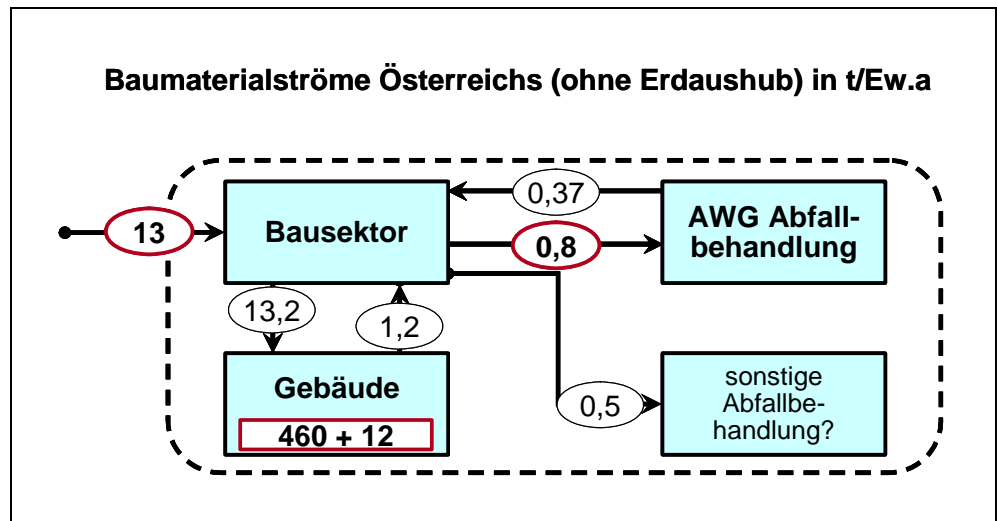 Baumaterialströme Österreichs (ohne Erdaushub) in t/Ew.a
13
Bausektor
0,37
0,8
AWG Abfall-
behandlung
13,2
1,2
Gebäude
460 + 12
0,5
sonstige
Abfallbe-
handlung?